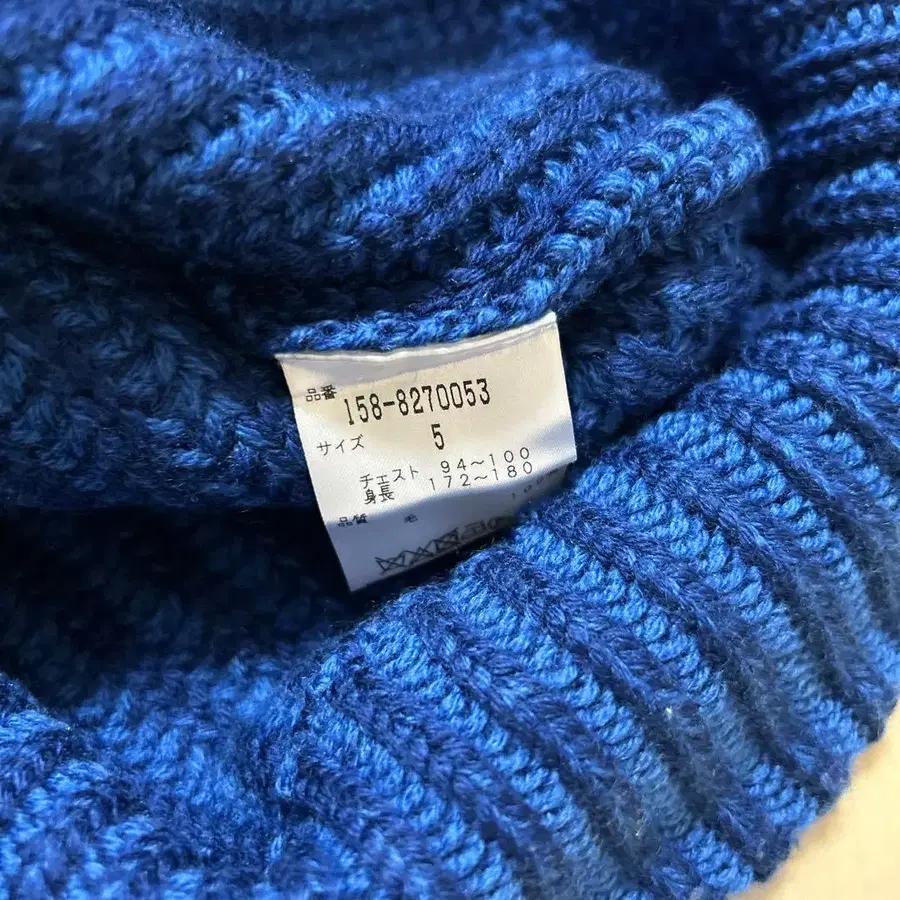 品番 158-8270053
サイズ 5
チェスト 94〜100
身長 172〜180
品質 毛